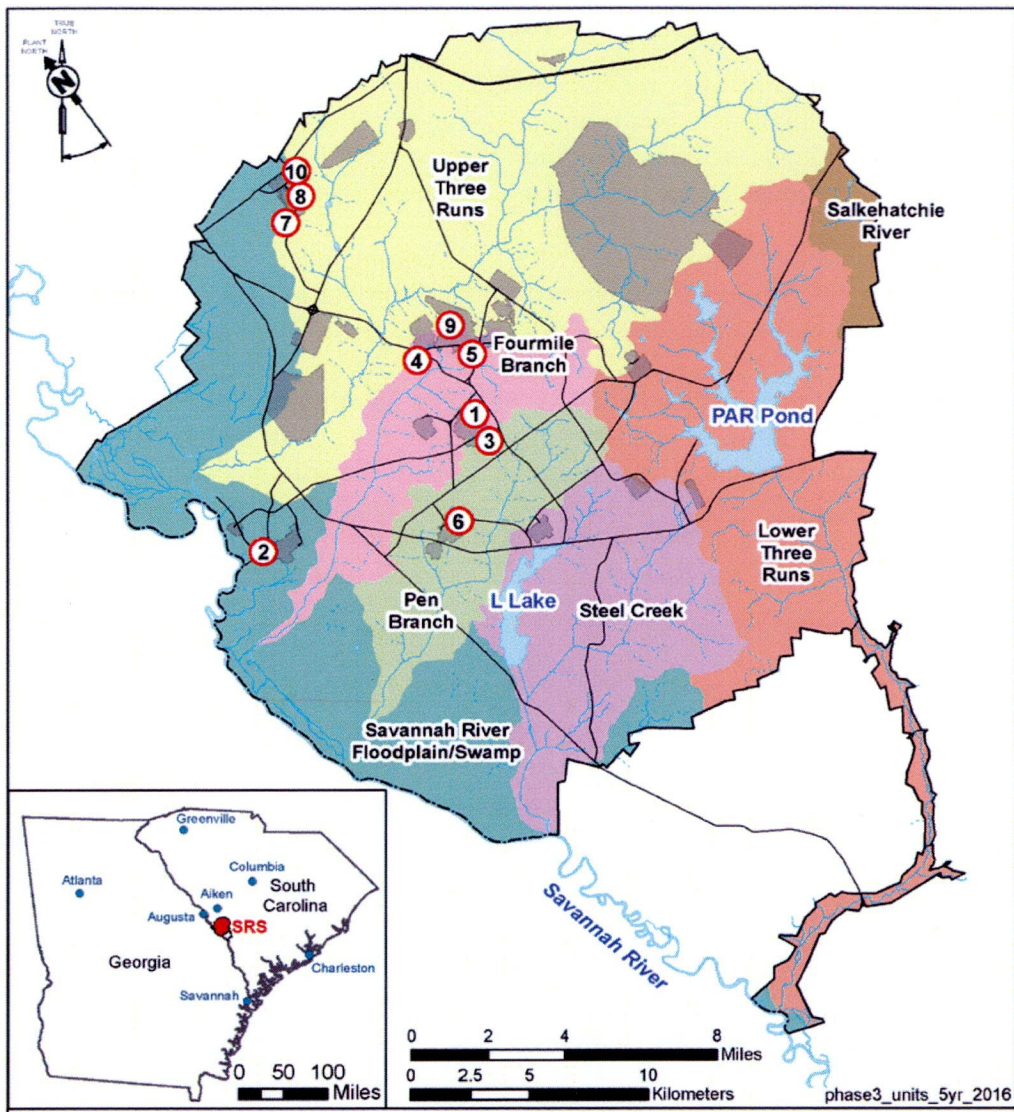 TRUE
NORTH
PLANT
NORTH
N
Upper
Three
Runs
Salkehatchie
River
10
8
7
9
4
5
Fourmile
Branch
1
3
PAR Pond
6
2
Lower
Three
Runs
Pen
Branch
L Lake
Steel Creek
Savannah River
Floodplain/Swamp
Savannah River
Greenville
Atlanta
Columbia
Aiken
South
Carolina
Augusta
SRS
Georgia
Charleston
Savannah
0 50 100
Miles
0 2 4 8
Miles
0 2.5 5 10
Kilometers
phase3_units_5yr_2016